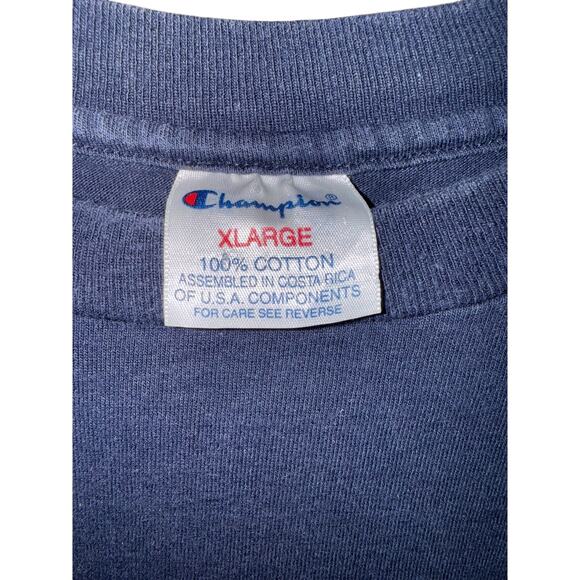 Champion®
XLARGE
100% COTTON
ASSEMBLED IN COSTA RICA
OF U.S.A. COMPONENTS
FOR CARE SEE REVERSE